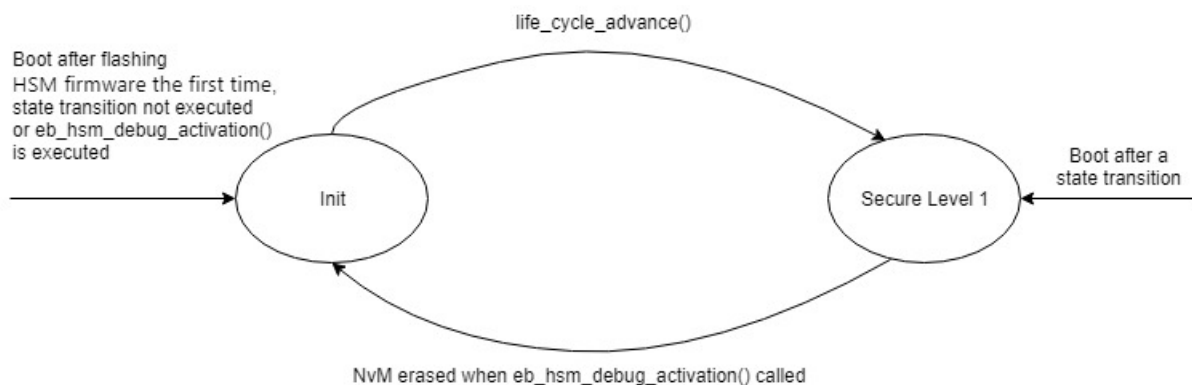 life_cycle_advance()
Boot after flashing
HSM firmware the first time,
state transition not executed
or eb_hsm_debug_activation()
is executed
Init
Secure Level 1
Boot after a
state transition
NvM erased when eb_hsm_debug_activation() called